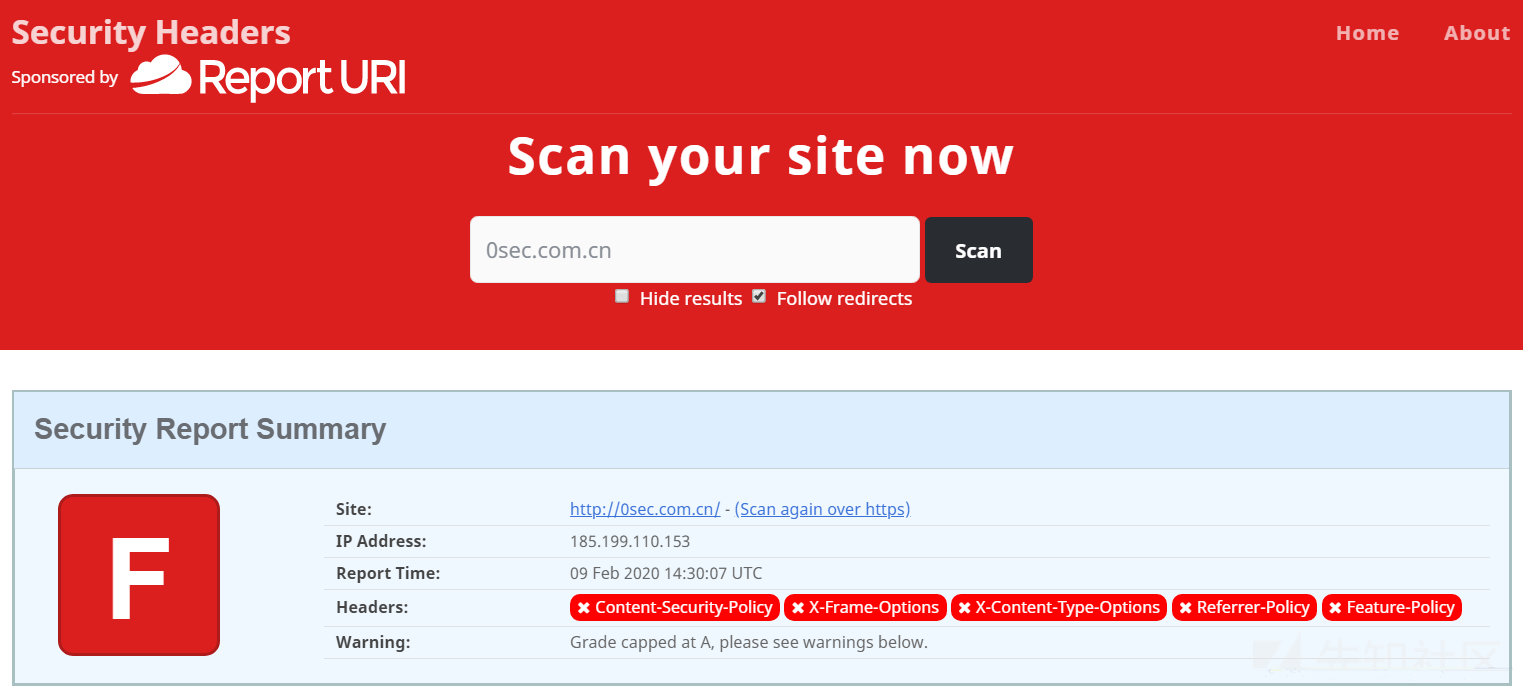 Security Headers
Home About
Sponsored by Report URI
Scan your site now
0sec.com.cn Scan
Hide results Follow redirects
Security Report Summary
F
Site: http://0sec.com.cn/ - (Scan again over https)
IP Address: 185.199.110.153
Report Time: 09 Feb 2020 14:30:07 UTC
Headers: ✖ Content-Security-Policy ✖ X-Frame-Options ✖ X-Content-Type-Options ✖ Referrer-Policy ✖ Feature-Policy
Warning: Grade capped at A, please see warnings below.
先知社区